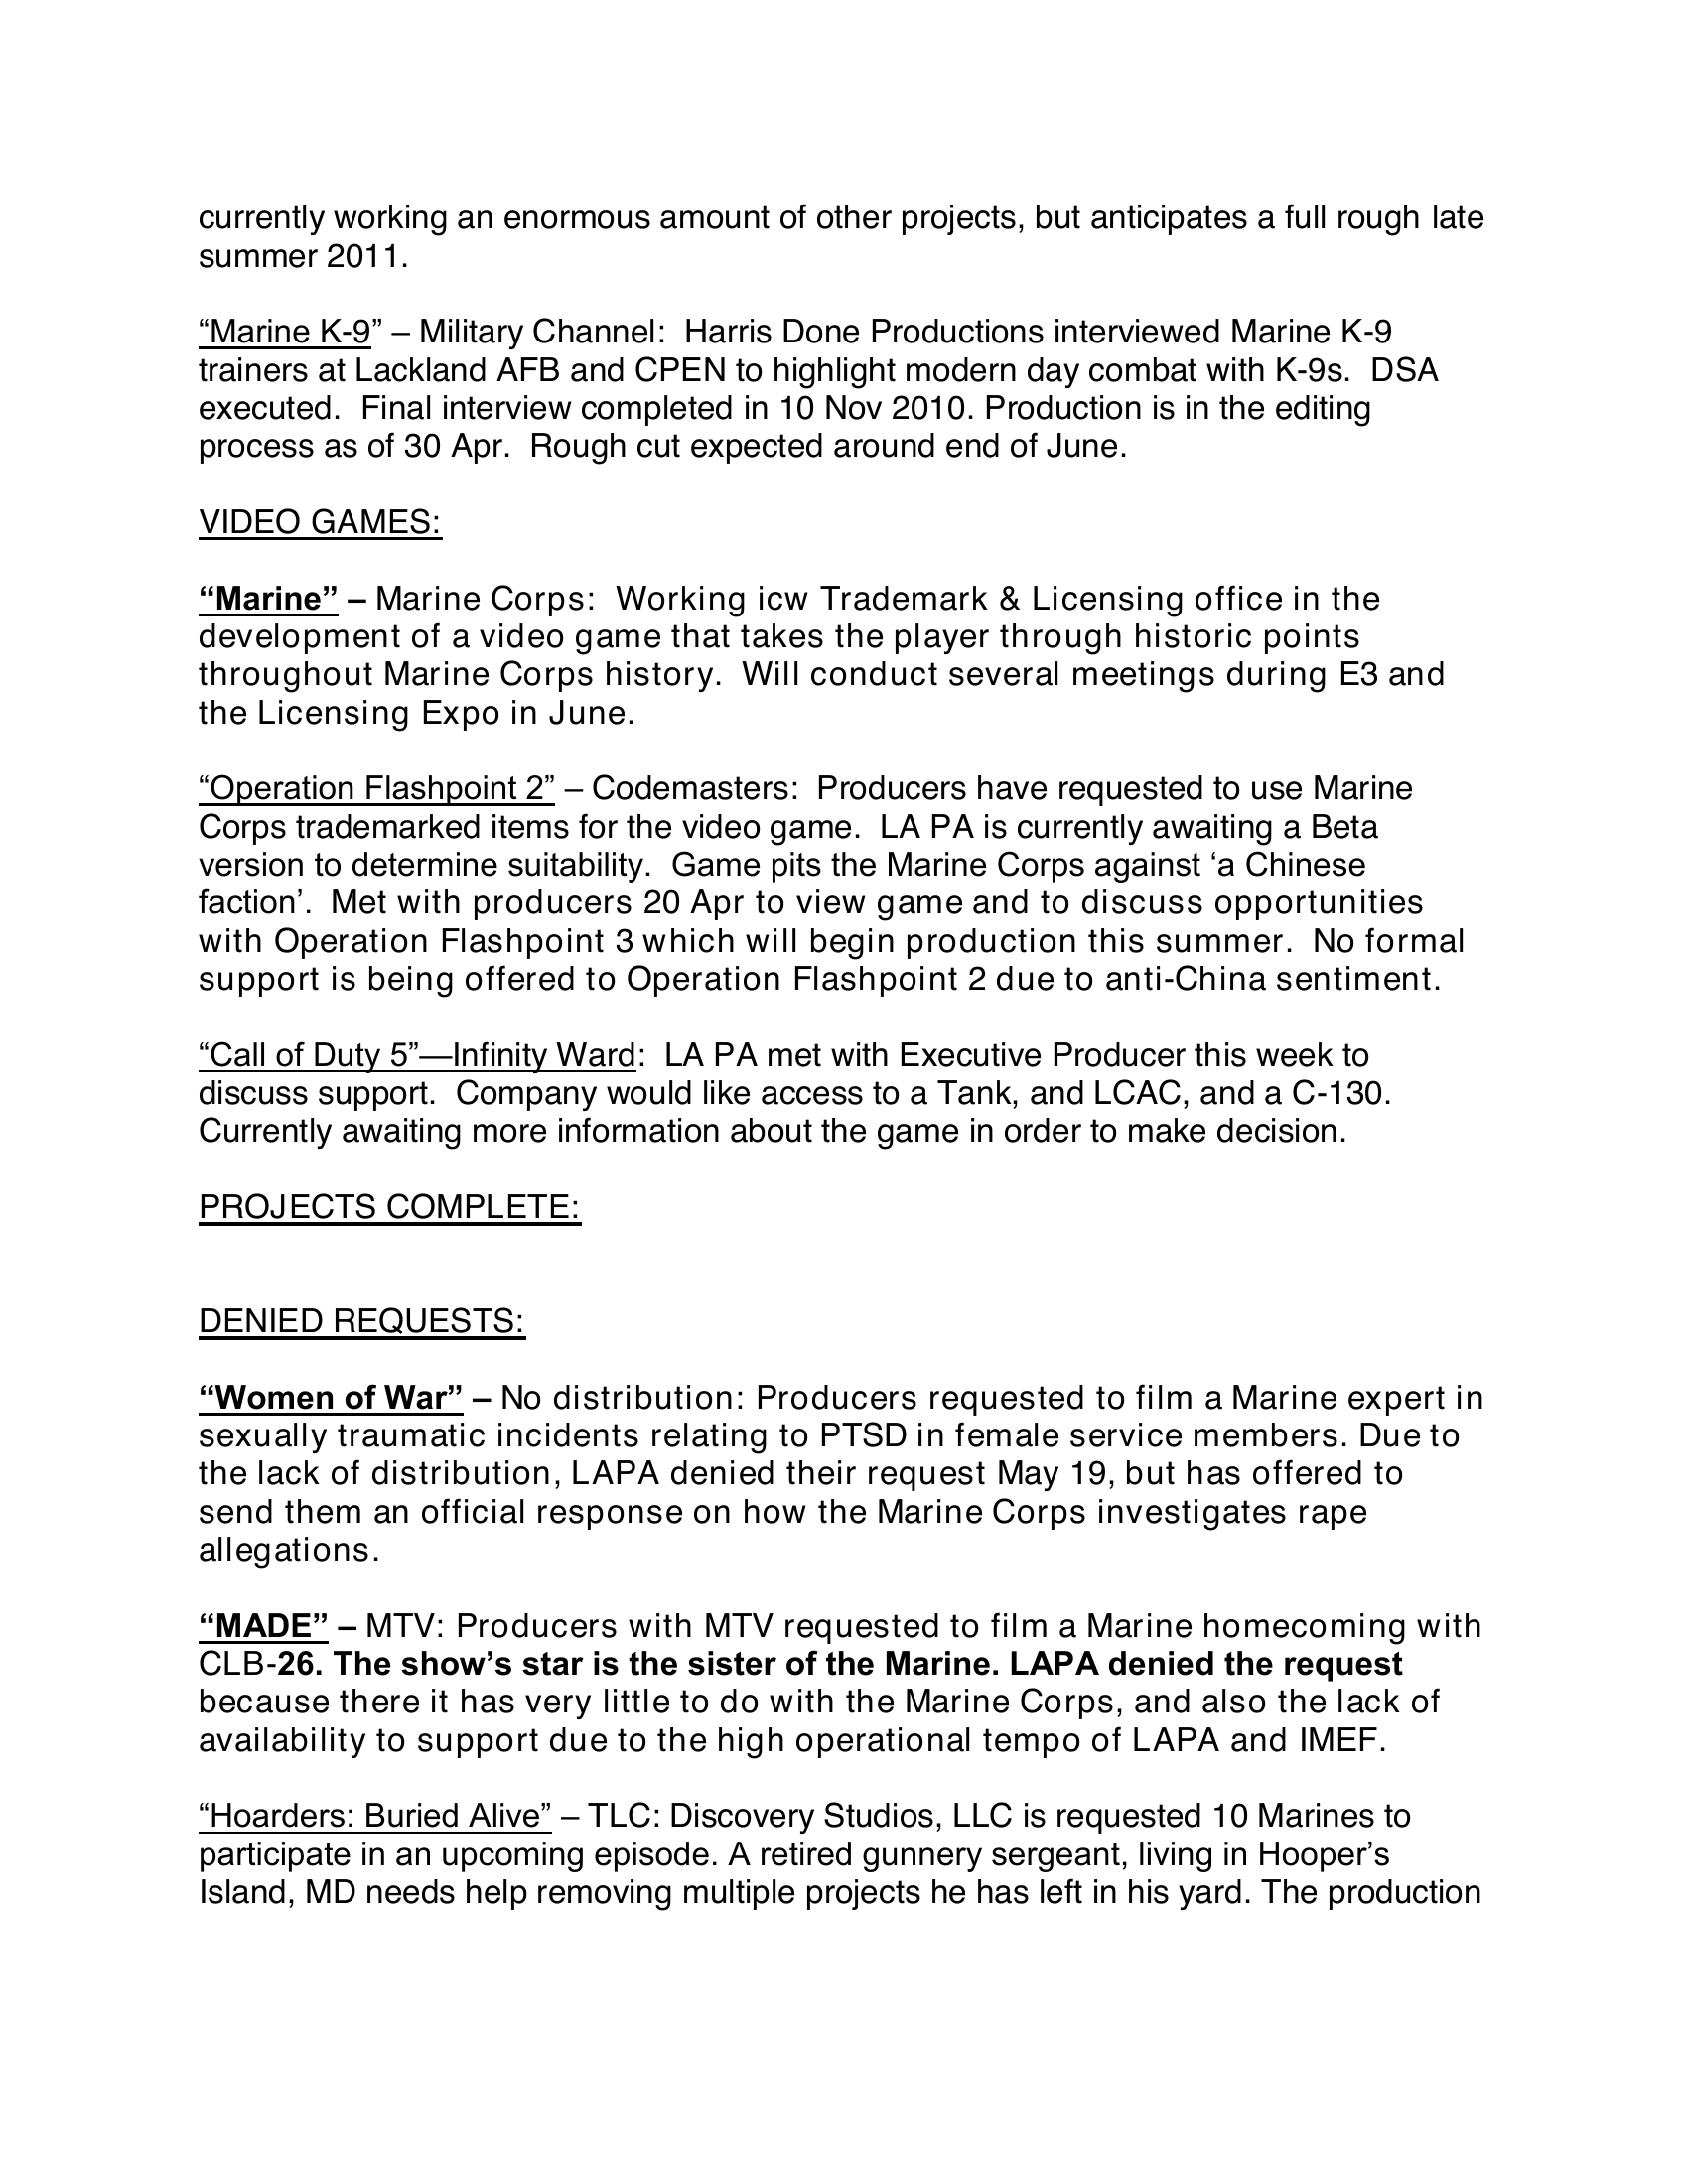 currently working an enormous amount of other projects, but anticipates a full rough late
summer 2011.
“Marine K-9” – Military Channel:  Harris Done Productions interviewed Marine K-9
trainers at Lackland AFB and CPEN to highlight modern day combat with K-9s.  DSA
executed.  Final interview completed in 10 Nov 2010. Production is in the editing
process as of 30 Apr.  Rough cut expected around end of June.
VIDEO GAMES:
“Marine” – Marine Corps:  Working icw Trademark & Licensing office in the
development of a video game that takes the player through historic points
throughout Marine Corps history.  Will conduct several meetings during E3 and
the Licensing Expo in June.
“Operation Flashpoint 2” – Codemasters:  Producers have requested to use Marine
Corps trademarked items for the video game.  LA PA is currently awaiting a Beta
version to determine suitability.  Game pits the Marine Corps against ‘a Chinese
faction’.  Met with producers 20 Apr to view game and to discuss opportunities
with Operation Flashpoint 3 which will begin production this summer.  No formal
support is being offered to Operation Flashpoint 2 due to anti-China sentiment.
“Call of Duty 5”—Infinity Ward:  LA PA met with Executive Producer this week to
discuss support.  Company would like access to a Tank, and LCAC, and a C-130.
Currently awaiting more information about the game in order to make decision.
PROJECTS COMPLETE:
DENIED REQUESTS:
“Women of War” – No distribution: Producers requested to film a Marine expert in
sexually traumatic incidents relating to PTSD in female service members. Due to
the lack of distribution, LAPA denied their request May 19, but has offered to
send them an official response on how the Marine Corps investigates rape
allegations.
“MADE” – MTV: Producers with MTV requested to film a Marine homecoming with
CLB-26. The show’s star is the sister of the Marine. LAPA denied the request
because there it has very little to do with the Marine Corps, and also the lack of
availability to support due to the high operational tempo of LAPA and IMEF.
“Hoarders: Buried Alive” – TLC: Discovery Studios, LLC is requested 10 Marines to
participate in an upcoming episode. A retired gunnery sergeant, living in Hooper’s
Island, MD needs help removing multiple projects he has left in his yard. The production